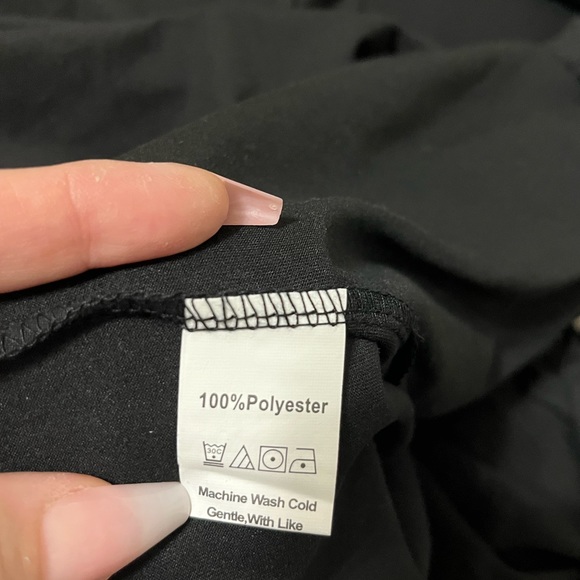 100%Polyester
30C
Machine Wash Cold
Gentle,With Like